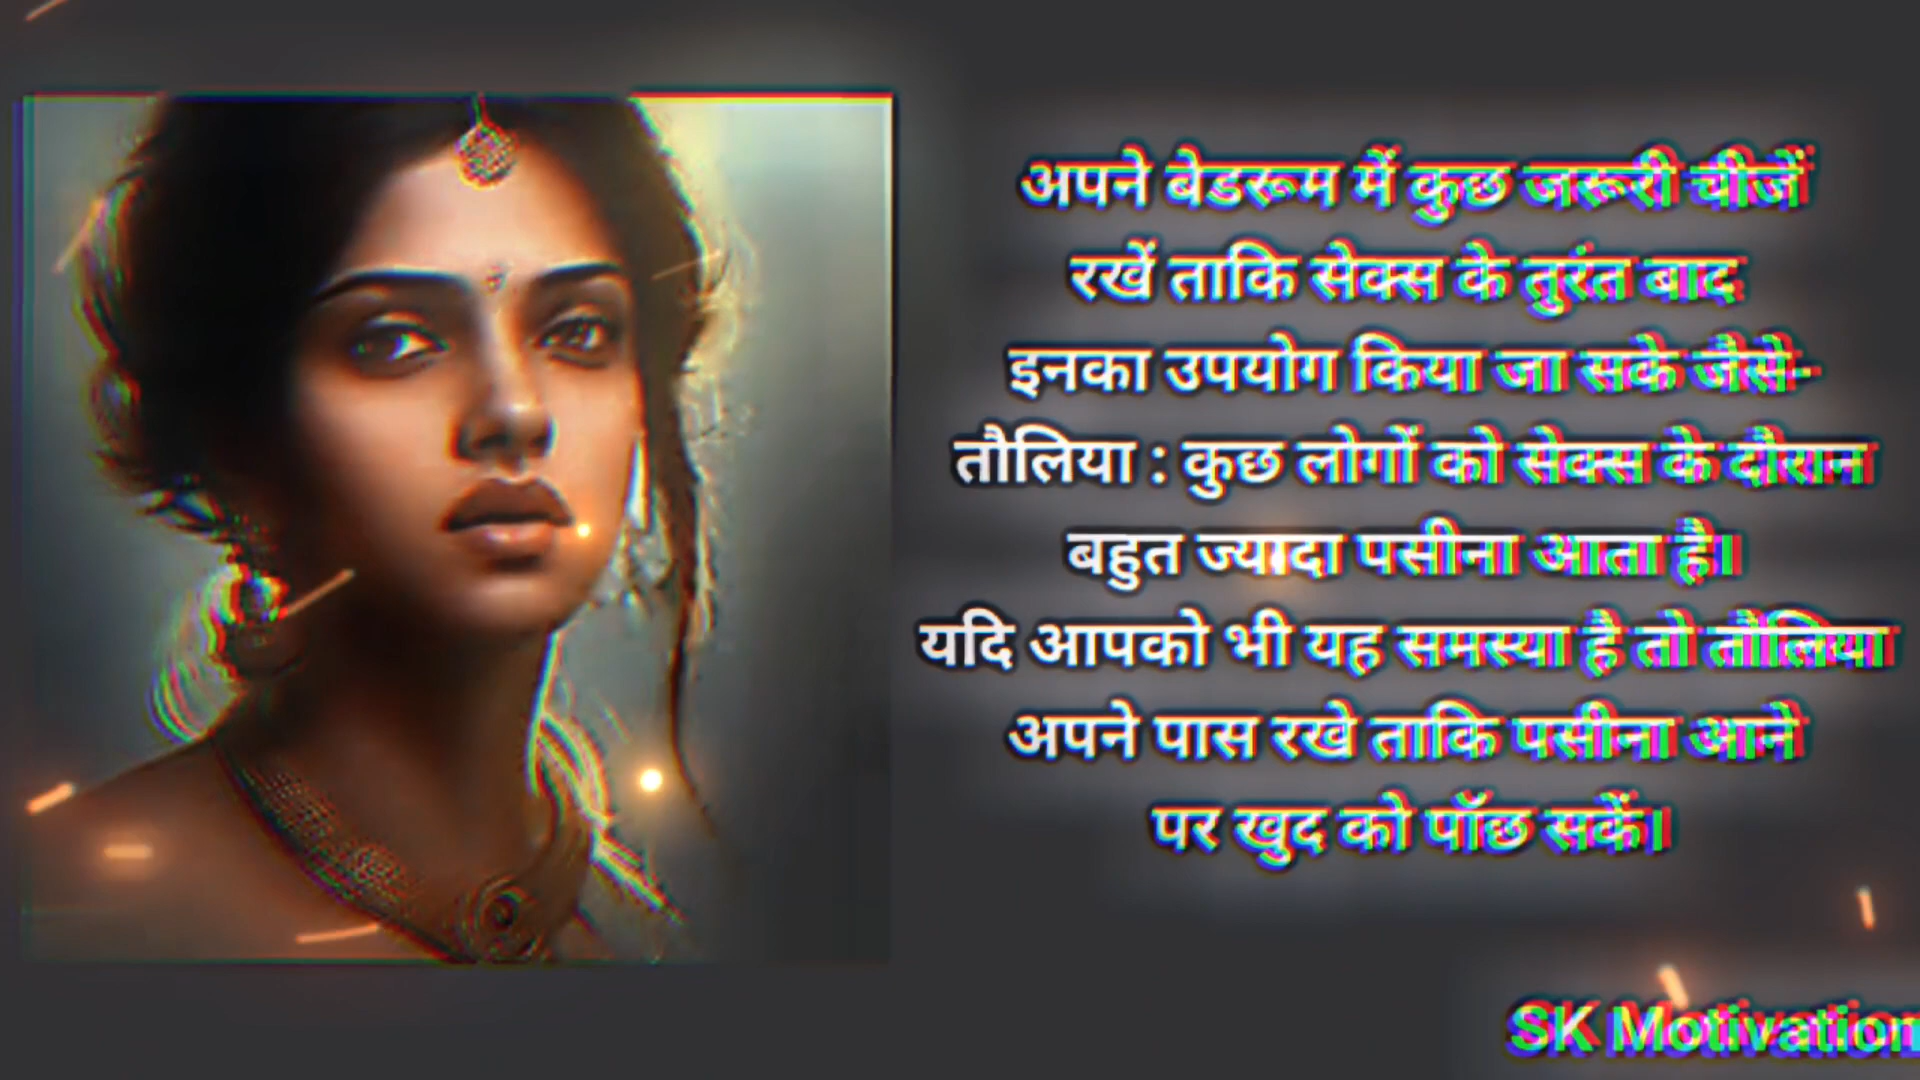 अपने बेडरूम में कुछ जरूरी चीजें
रखें ताकि सेक्स के तुरंत बाद
इनका उपयोग किया जा सके जैसे-
तौलिया : कुछ लोगों को सेक्स के दौरान
बहुत ज्यादा पसीना आता है।
यदि आपको भी यह समस्या है तो तौलिया
अपने पास रखे ताकि पसीना आने
पर खुद को पॉछ सकें।
SK Motivation